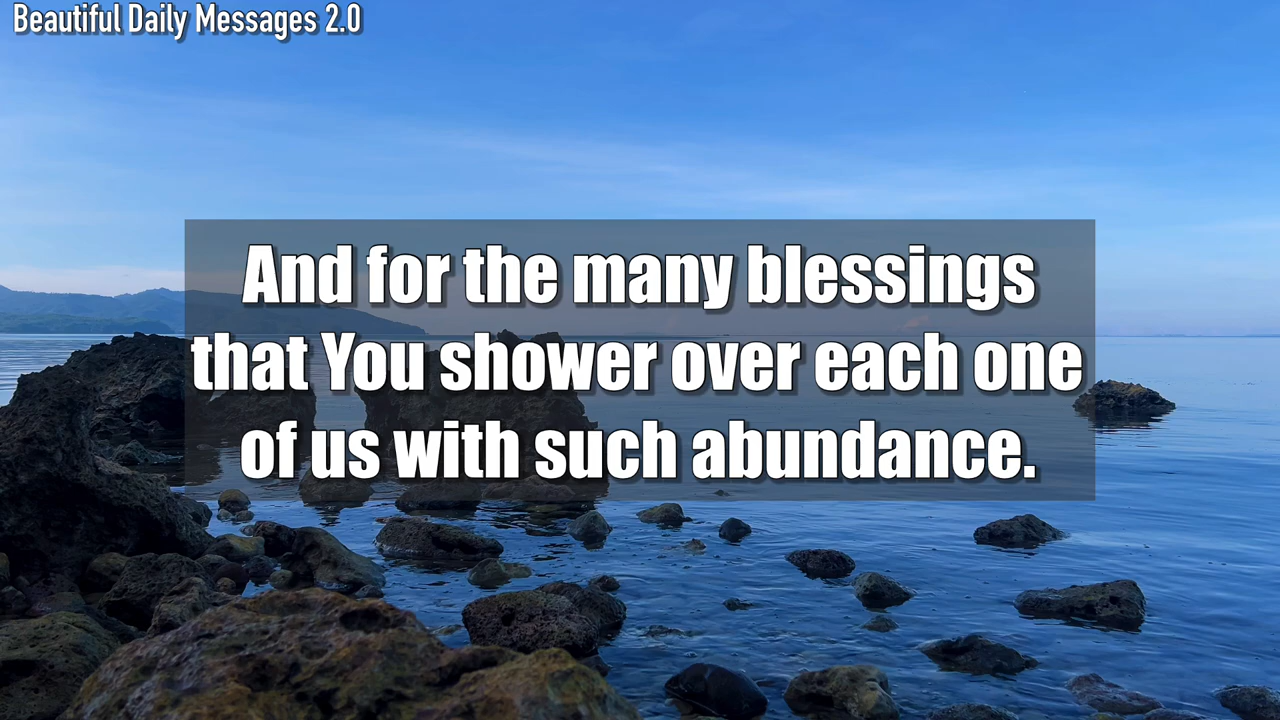 Beautiful Daily Messages 2.0
And for the many blessings
that You shower over each one
of us with such abundance.